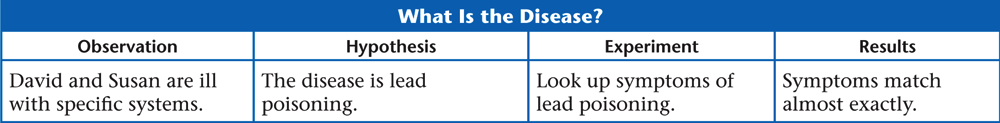 What Is the Disease?
Observation Hypothesis Experiment Results
David and Susan are ill The disease is lead Look up symptoms of Symptoms match
with specific systems. poisoning. lead poisoning. almost exactly.